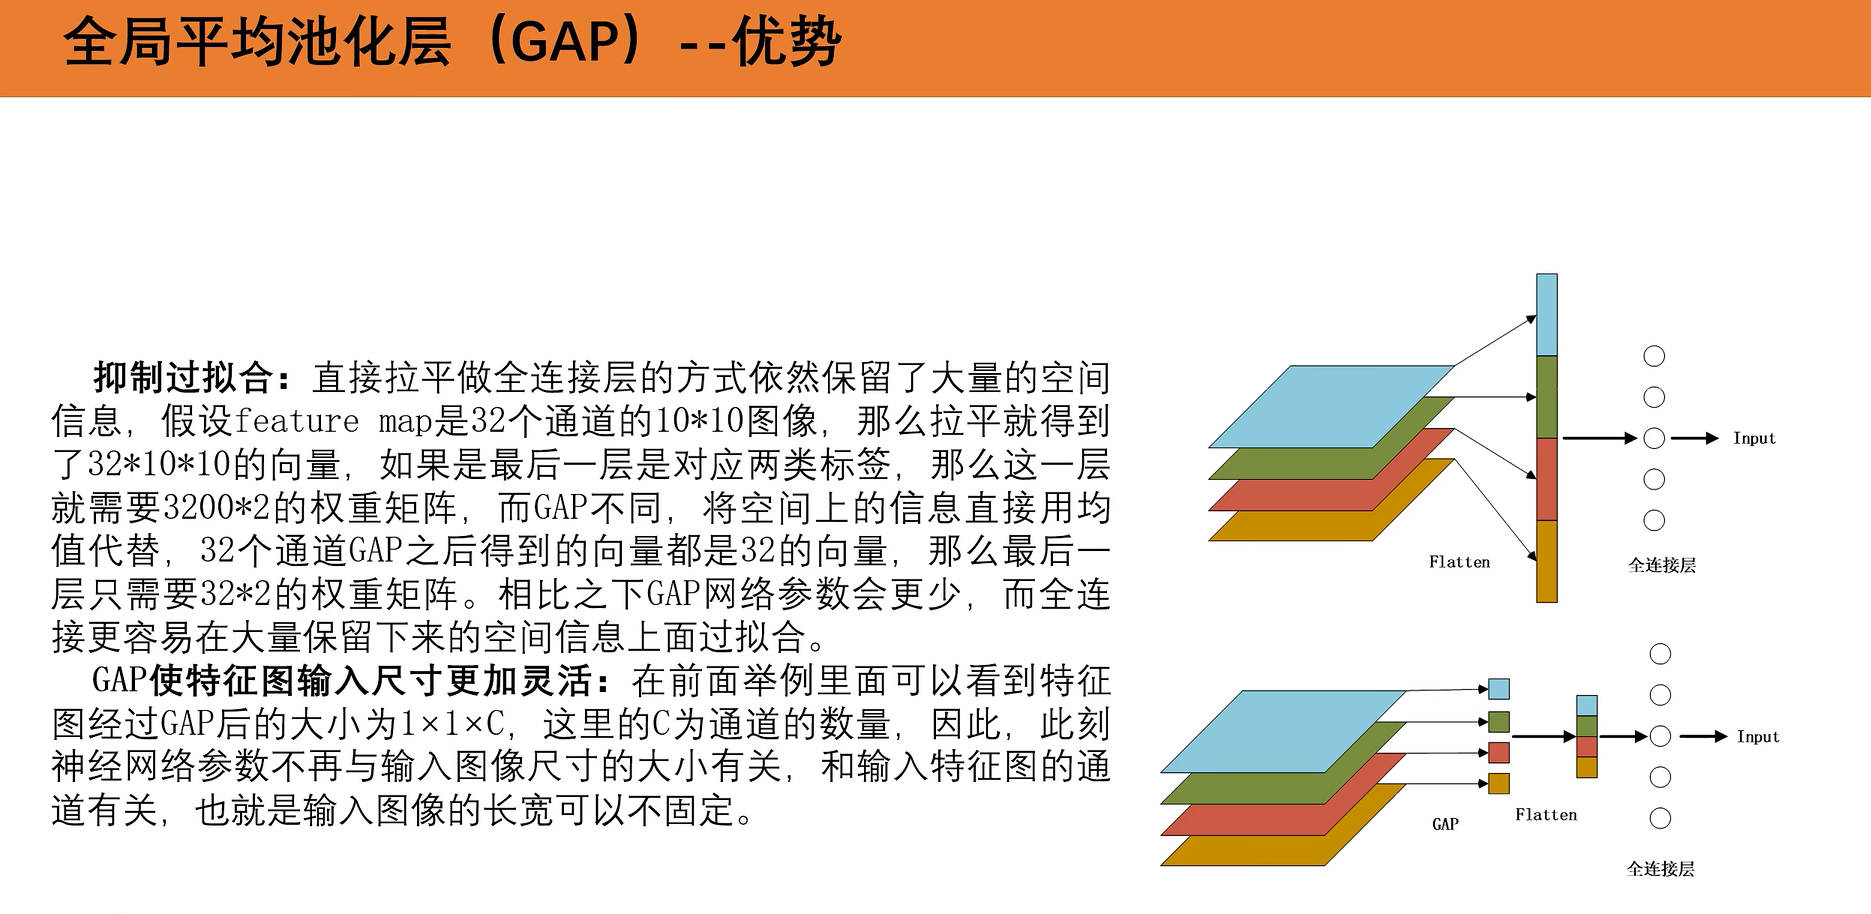 全局平均池化层（GAP）--优势
抑制过拟合：直接拉平做全连接层的方式依然保留了大量的空间
信息，假设feature map是32个通道的10*10图像，那么拉平就得到
了32*10*10的向量，如果是最后一层是对应两类标签，那么这一层
就需要3200*2的权重矩阵，而GAP不同，将空间上的信息直接用均
值代替，32个通道GAP之后得到的向量都是32的向量，那么最后一
层只需要32*2的权重矩阵。相比之下GAP网络参数会更少，而全连
接更容易在大量保留下来的空间信息上面过拟合。
GAP使特征图输入尺寸更加灵活：在前面举例里面可以看到特征
图经过GAP后的大小为1×1×C，这里的C为通道的数量，因此，此刻
神经网络参数不再与输入图像尺寸的大小有关，和输入特征图的通
道有关，也就是输入图像的长宽可以不固定。
Input
Flatten
全连接层
Input
GAP
Flatten
全连接层